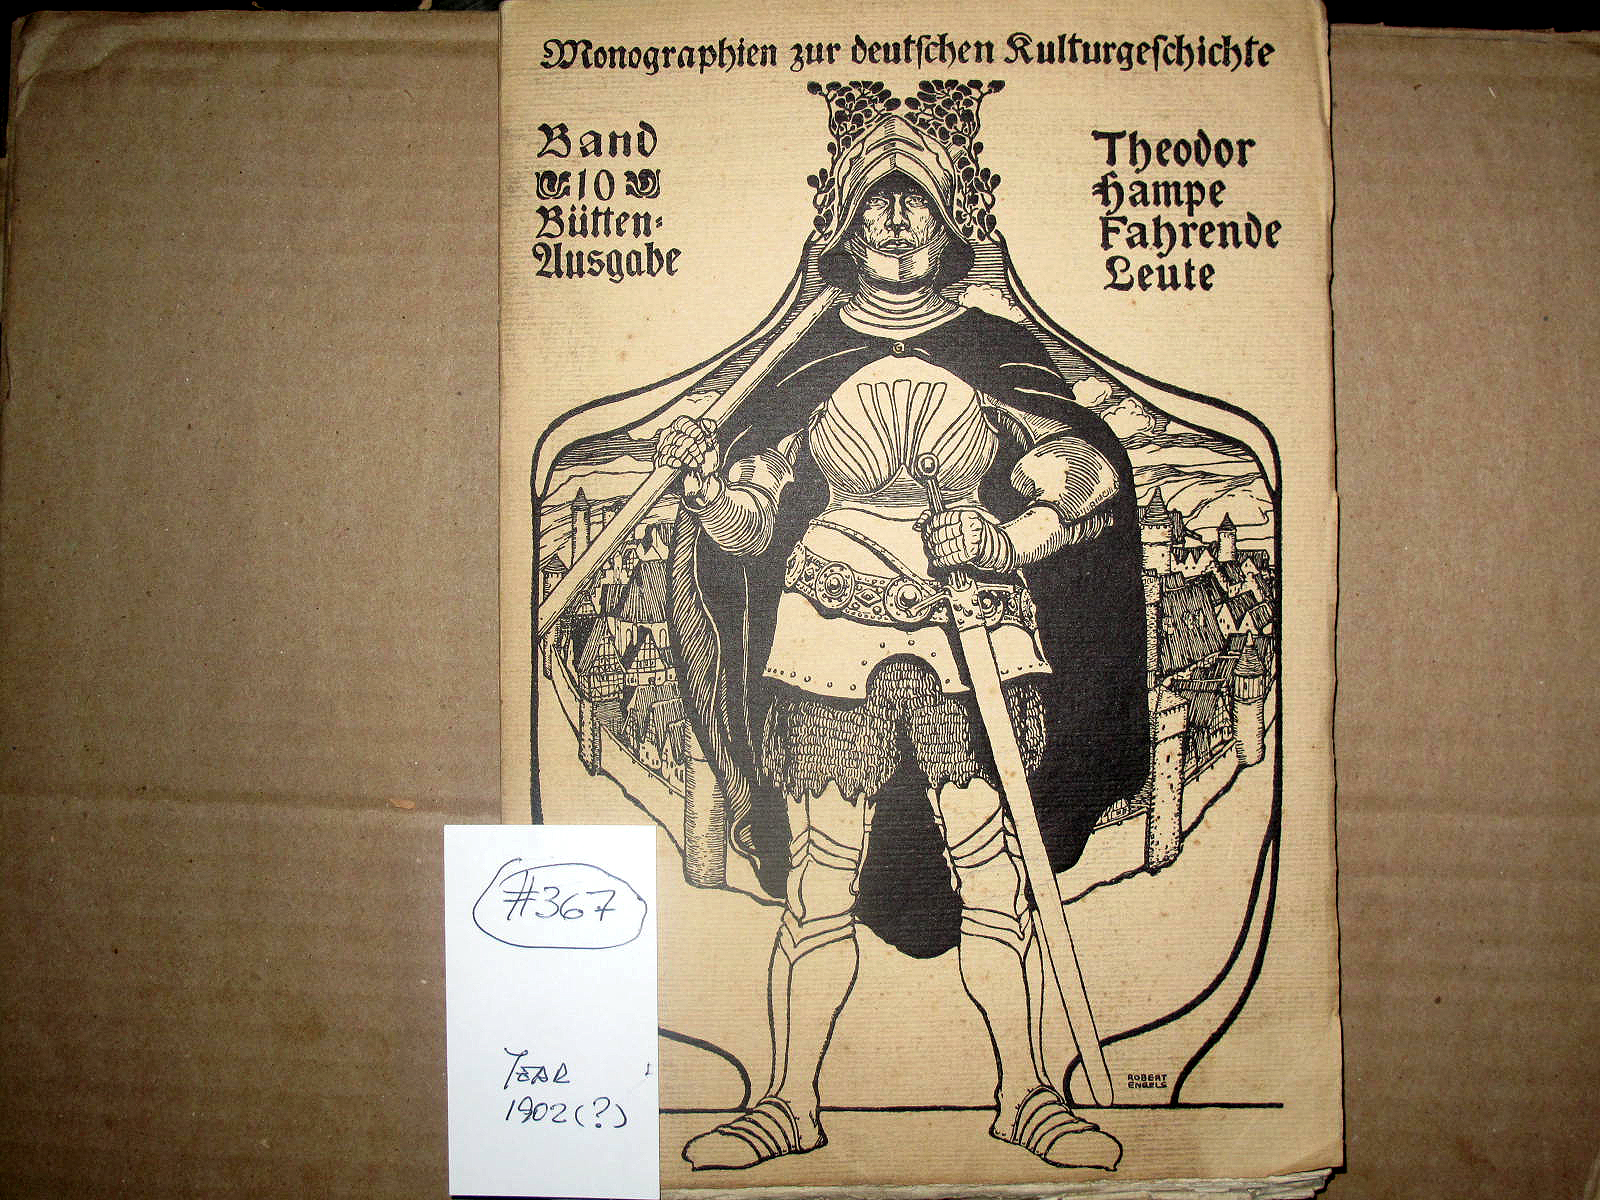 Monographien zur deutschen Kulturgeschichte
Band
10
Bütten-
Ausgabe
Theodor
Hampe
Fahrende
Leute
ROBERT
ENGELS
#367
YEAR
1902(?)